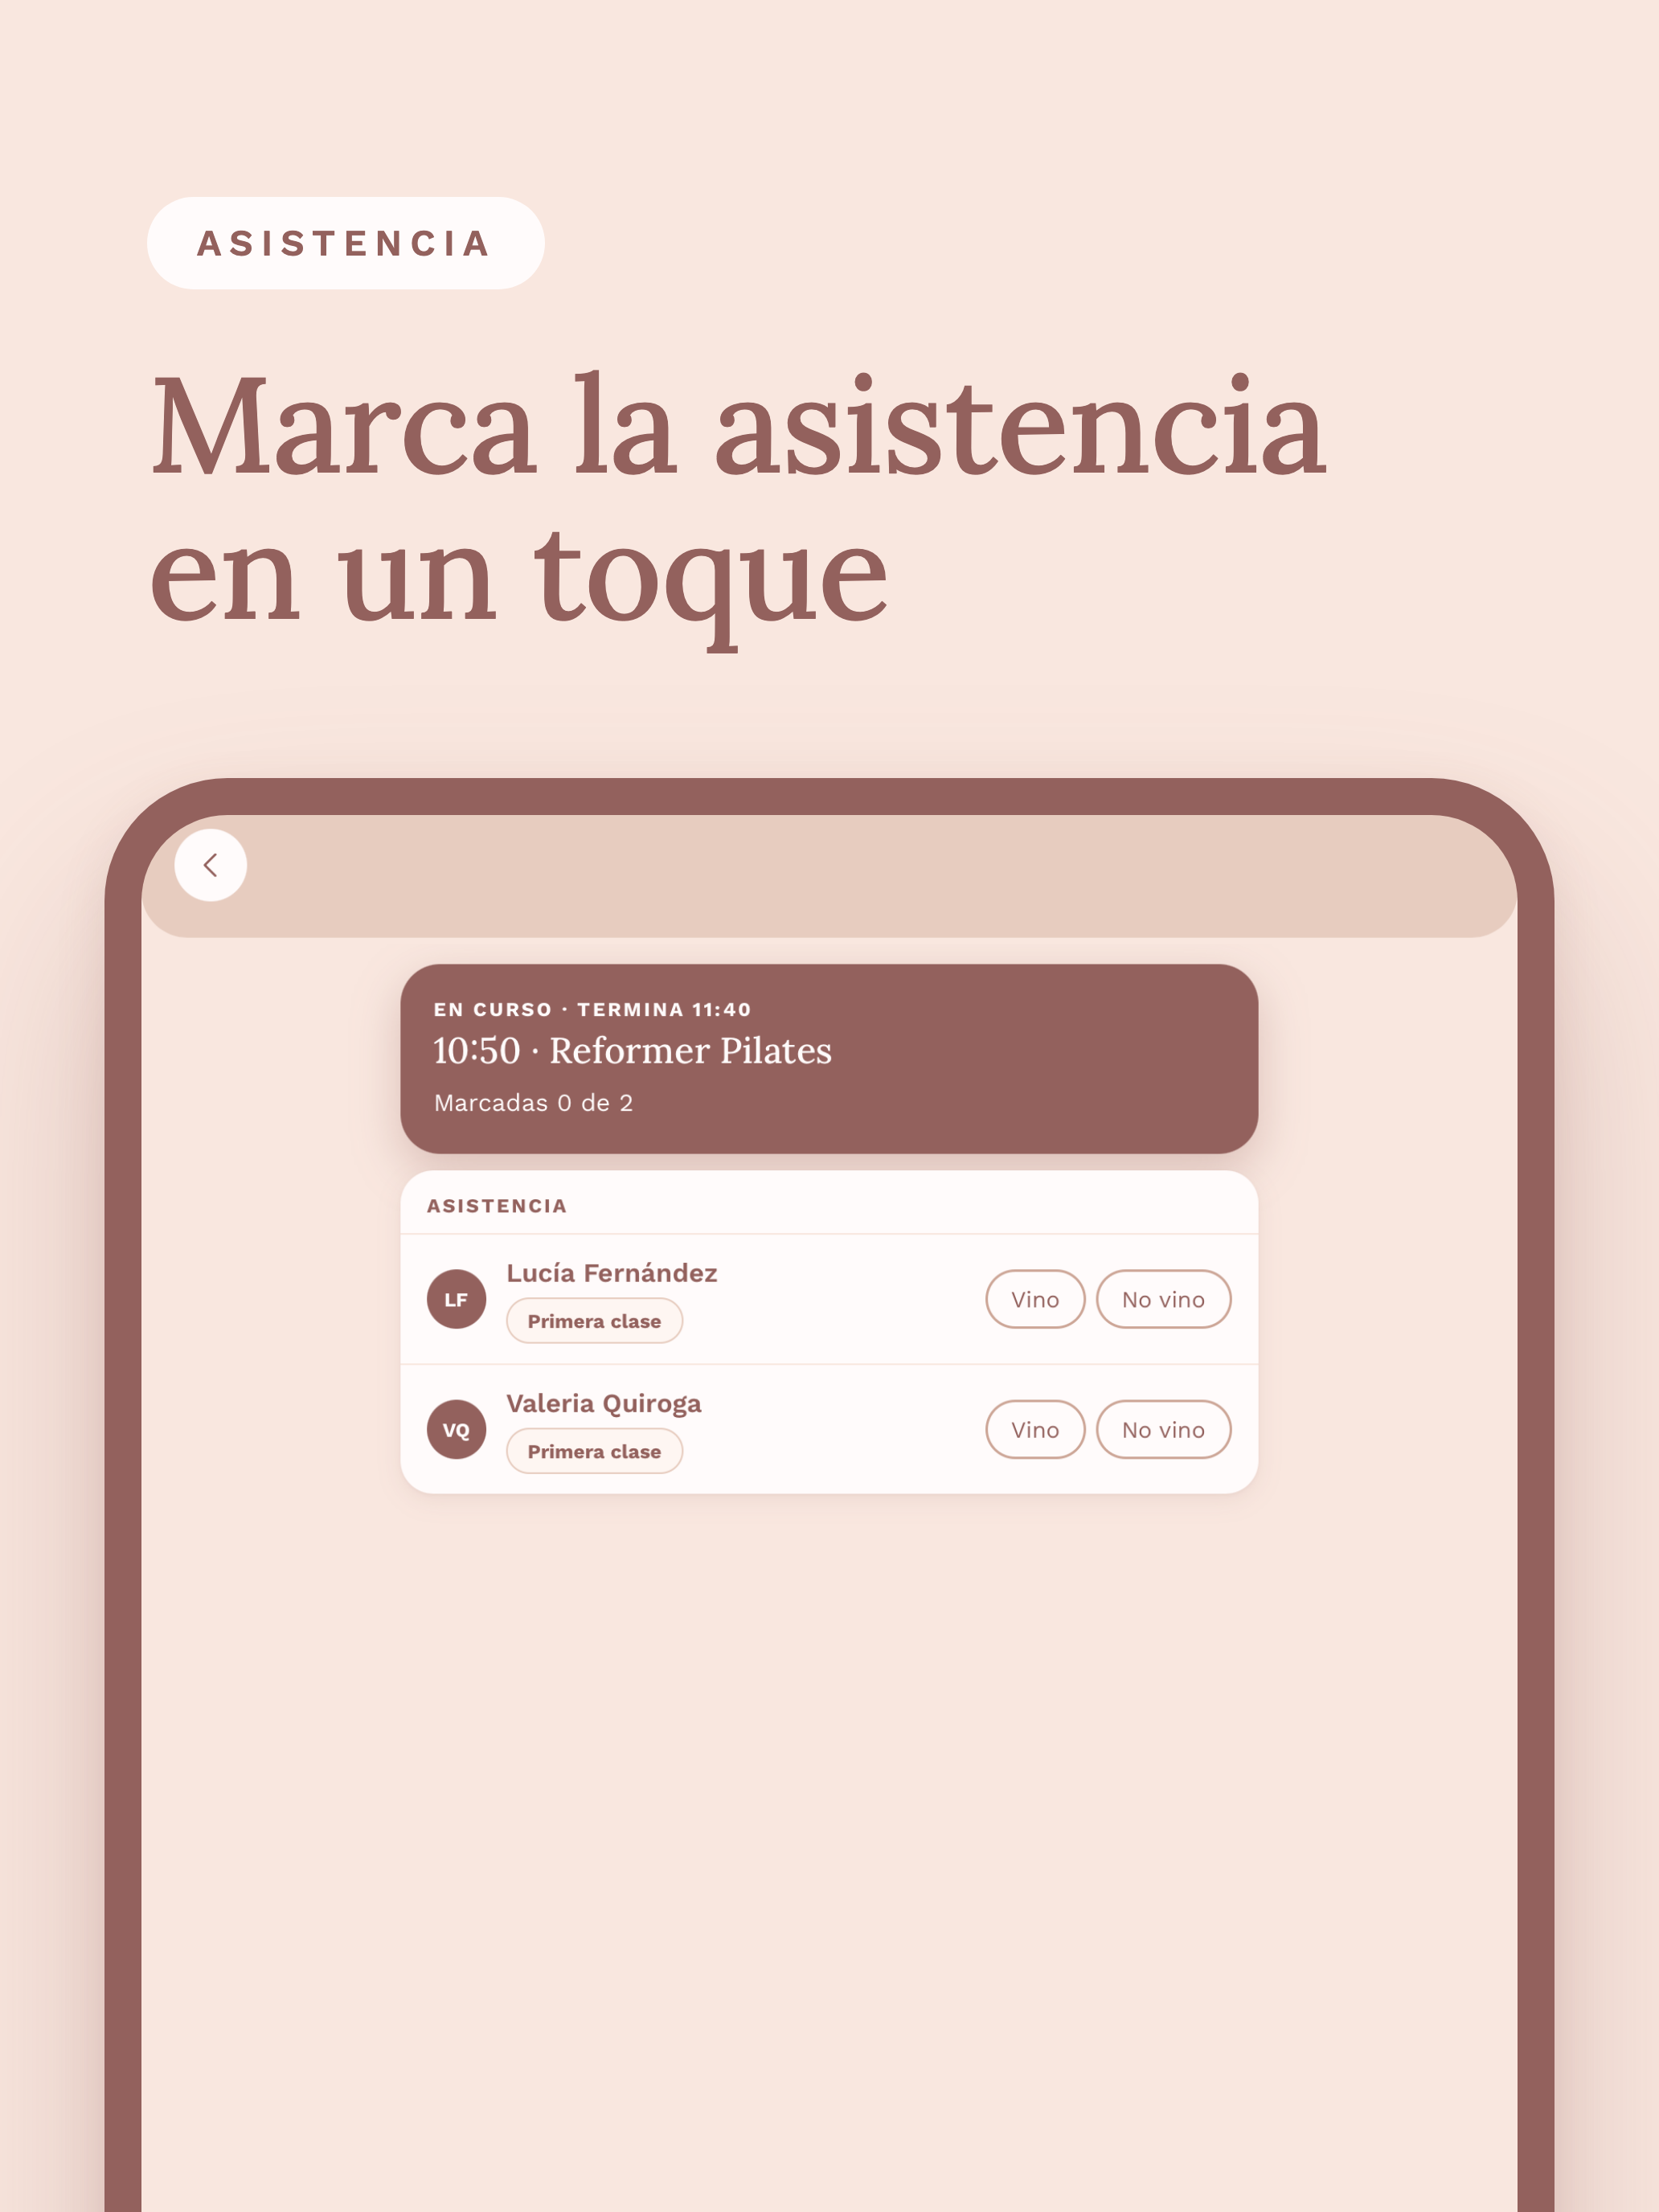 ASISTENCIA
Marca la asistencia
en un toque
EN CURSO · TERMINA 11:40
10:50 · Reformer Pilates
Marcadas 0 de 2
ASISTENCIA
LF
Lucía Fernández
Primera clase
Vino
No vino
VQ
Valeria Quiroga
Primera clase
Vino
No vino